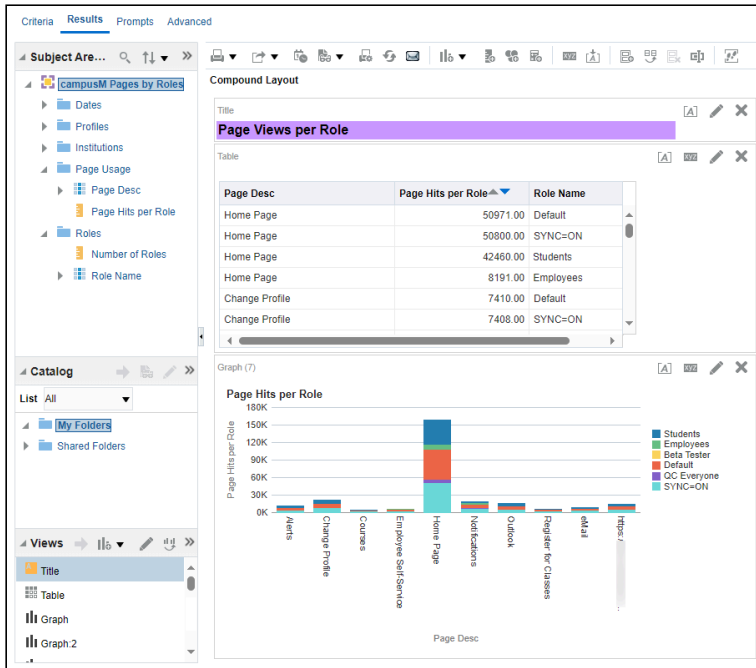 Criteria Results Prompts Advanced
Subject Are...
campusM Pages by Roles
Dates
Profiles
Institutions
Page Usage
Page Desc
Page Hits per Role
Roles
Number of Roles
Role Name
Catalog
List All
My Folders
Shared Folders
Views
Title
Table
Graph
Graph:2
Compound Layout
Title
Page Views per Role
Table
Page Desc Page Hits per Role Role Name
Home Page 50971.00 Default
Home Page 50800.00 SYNC=ON
Home Page 42460.00 Students
Home Page 8191.00 Employees
Change Profile 7410.00 Default
Change Profile 7408.00 SYNC=ON
Graph (7)
Page Hits per Role
Page Hits per Role
180K
150K
120K
90K
60K
30K
0K
Alerts
Change Profile
Courses
Employee Self-Service
Home Page
Notifications
Outlook
Register for Classes
eMail
https:/
Page Desc
Students
Employees
Beta Tester
Default
QC Everyone
SYNC=ON